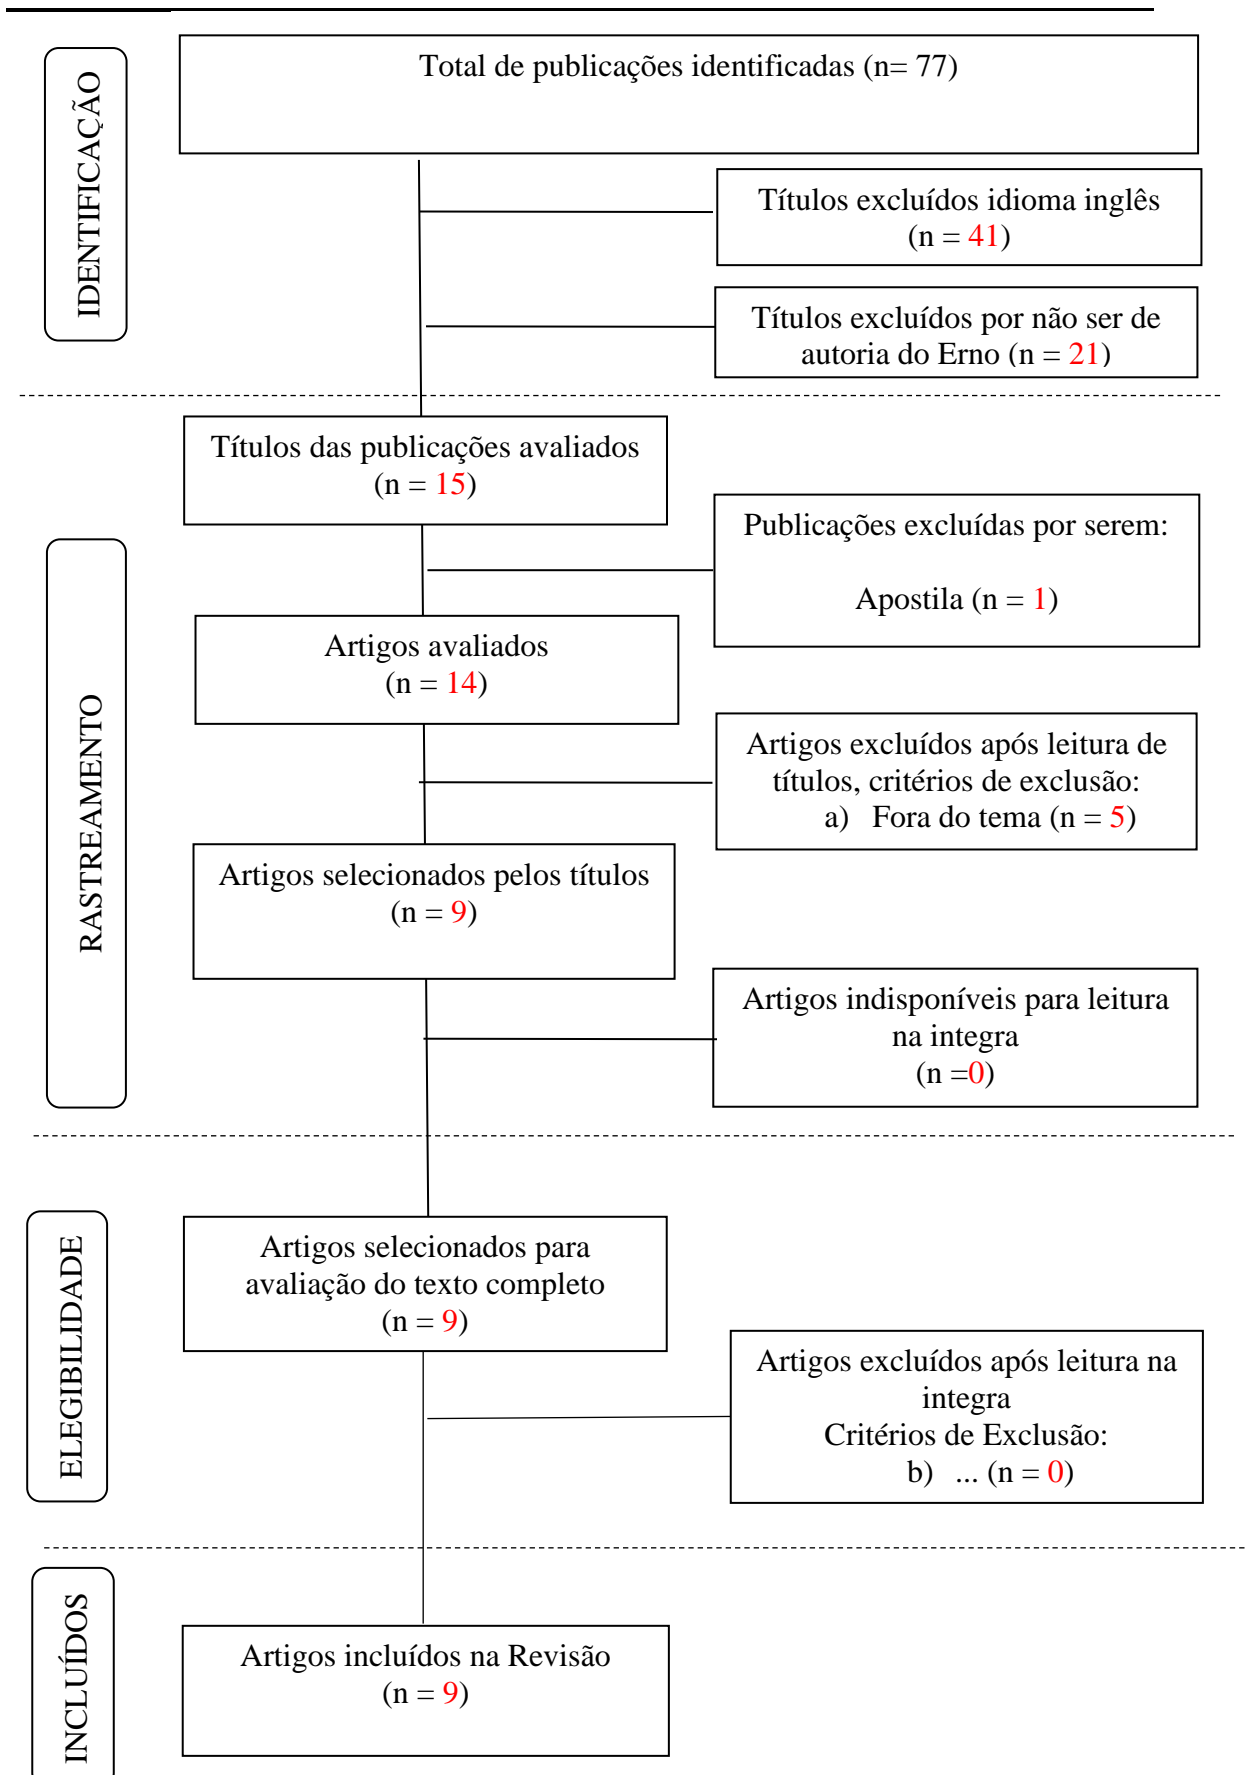 IDENTIFICAÇÃO
Total de publicações identificadas (n= 77)
Títulos excluídos idioma inglês
(n = 41)
Títulos excluídos por não ser de
autoria do Erno (n = 21)
RASTREAMENTO
Títulos das publicações avaliados
(n = 15)
Publicações excluídas por serem:
Apostila (n = 1)
Artigos avaliados
(n = 14)
Artigos excluídos após leitura de
títulos, critérios de exclusão:
a) Fora do tema (n = 5)
Artigos selecionados pelos títulos
(n = 9)
Artigos indisponíveis para leitura
na integra
(n =0)
ELEGIBILIDADE
Artigos selecionados para
avaliação do texto completo
(n = 9)
Artigos excluídos após leitura na
integra
Critérios de Exclusão:
b) ... (n = 0)
INCLUÍDOS
Artigos incluídos na Revisão
(n = 9)